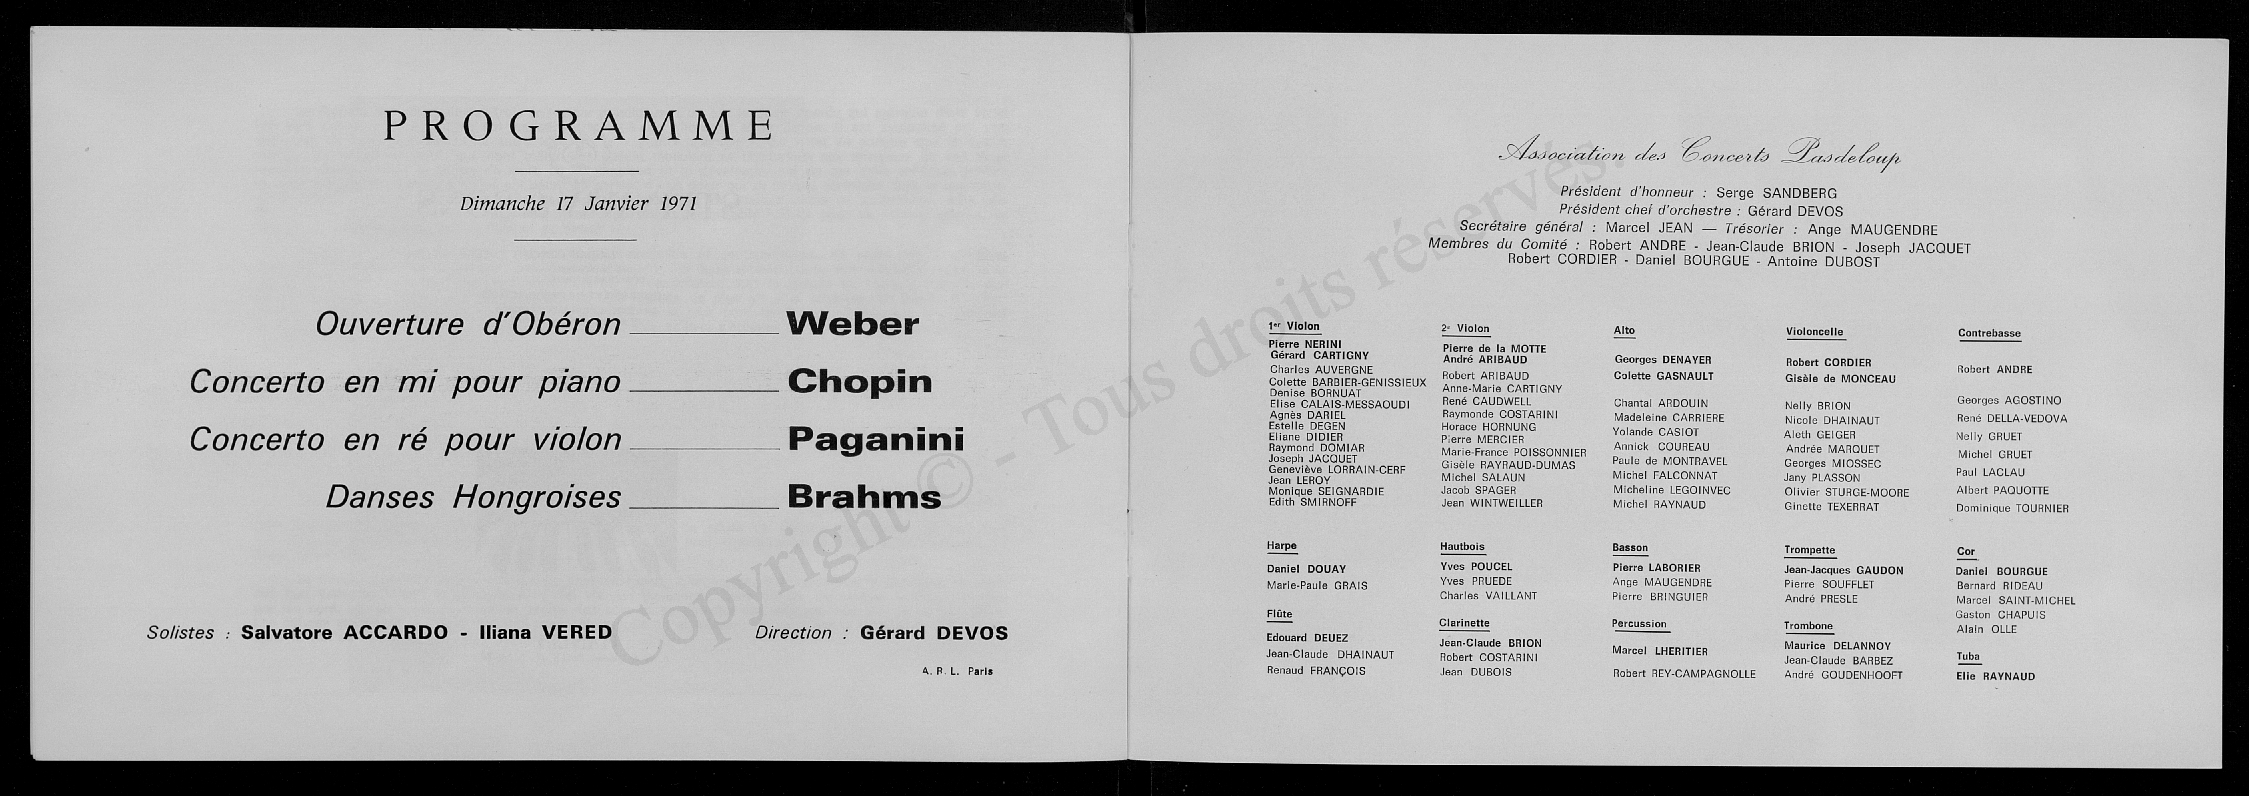 PROGRAMME
Dimanche 17 Janvier 1971
Ouverture d'Obéron Weber
Concerto en mi pour piano Chopin
Concerto en ré pour violon Paganini
Danses Hongroises Brahms
Solistes : Salvatore ACCARDO - Iliana VERED Direction : Gérard DEVOS
A. R. L. Paris
Association des Concerts Pasdeloup
Président d'honneur : Serge SANDBERG
Président chef d'orchestre : Gérard DEVOS
Secrétaire général : Marcel JEAN — Trésorier : Ange MAUGENDRE
Membres du Comité : Robert ANDRE - Jean-Claude BRION - Joseph JACQUET
Robert CORDIER - Daniel BOURGUE - Antoine DUBOST
1er Violon
Pierre NERINI
Gérard CARTIGNY
Charles AUVERGNE
Colette BARBIER-GENISSIEUX
Denise BORNUAT
Elise CALAIS-MESSAOUDI
Agnès DARIEL
Estelle DEGEN
Eliane DIDIER
Raymond DOMIAR
Joseph JACQUET
Geneviève LORRAIN-CERF
Jean LEROY
Monique SEIGNARDIE
Edith SMIRNOFF
2e Violon
Pierre de la MOTTE
André ARIBAUD
Robert ARIBAUD
Anne-Marie CARTIGNY
René CAUDWELL
Raymonde COSTARINI
Horace HORNUNG
Pierre MERCIER
Marie-France POISSONNIER
Gisèle RAYRAUD-DUMAS
Michel SALAUN
Jacob SPAGER
Jean WINTWEILLER
Alto
Georges DENAYER
Colette GASNAULT
Chantal ARDOUIN
Madeleine CARRIERE
Yolande CASIOT
Annick COUREAU
Paule de MONTRAVEL
Michel FALCONNAT
Micheline LEGOINVEC
Michel RAYNAUD
Violoncelle
Robert CORDIER
Gisèle de MONCEAU
Nelly BRION
Nicole DHAINAUT
Aleth GEIGER
Andrée MARQUET
Georges MIOSSEC
Jany PLASSON
Olivier STURGE-MOORE
Ginette TEXERRAT
Contrebasse
Robert ANDRE
Georges AGOSTINO
René DELLA-VEDOVA
Nelly GRUET
Michel GRUET
Paul LACLAU
Albert PAQUOTTE
Dominique TOURNIER
Harpe
Daniel DOUAY
Marie-Paule GRAIS
Flûte
Edouard DEUEZ
Jean-Claude DHAINAUT
Renaud FRANÇOIS
Hautbois
Yves POUCEL
Yves PRUEDE
Charles VAILLANT
Clarinette
Jean-Claude BRION
Robert COSTARINI
Jean DUBOIS
Basson
Pierre LABORIER
Ange MAUGENDRE
Pierre BRINGUIER
Percussion
Marcel LHERITIER
Robert REY-CAMPAGNOLLE
Trompette
Jean-Jacques GAUDON
Pierre SOUFFLET
André PRESLE
Trombone
Maurice DELANNOY
Jean-Claude BARBEZ
André GOUDENHOOFT
Cor
Daniel BOURGUE
Bernard RIDEAU
Marcel SAINT-MICHEL
Gaston CHAPUIS
Alain OLLE
Tuba
Elie RAYNAUD
Copyright © - Tous droits réservés